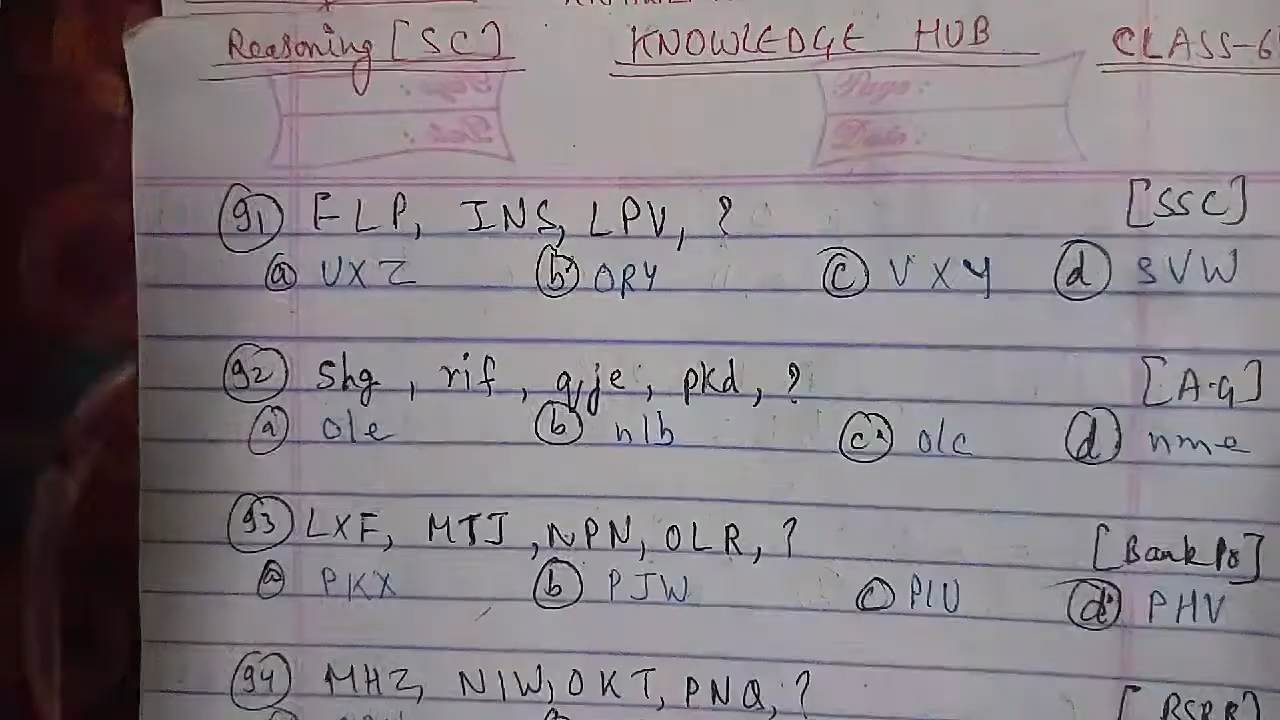 Reasoning [SC] KNOWLEDGE HUB CLASS-6
Page :
Date :
91 FLP, INS, LPV, ? [SSC]
a UXZ b ORY c VXY d SVW
92 shg, rif, qje, pkd, ? [A.G]
a ole b nlb c olc d nme
93 LXF, MTJ, NPN, OLR, ? [Bank PO]
a PKX b PJW c PIU d PHV
94 MHZ, NIW, OKT, PNQ, ?